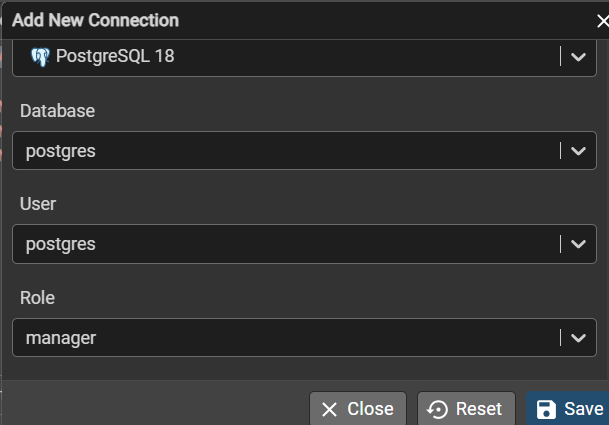 Add New Connection
PostgreSQL 18
Database
postgres
User
postgres
Role
manager
Close
Reset
Save